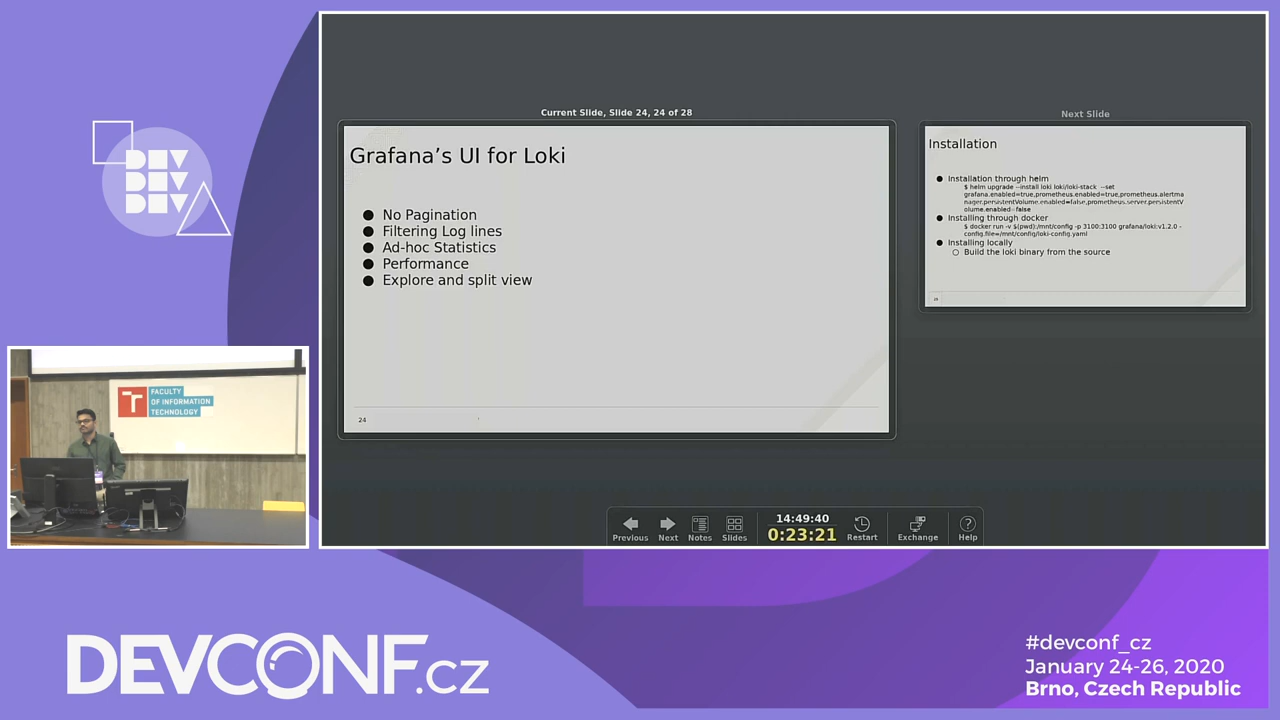 DEV
DEV
DEV
FACULTY
OF INFORMATION
TECHNOLOGY
Current Slide, Slide 24, 24 of 28
Grafana’s UI for Loki
● No Pagination
● Filtering Log lines
● Ad-hoc Statistics
● Performance
● Explore and split view
24
Next Slide
Installation
● Installation through helm
$ helm upgrade --install loki loki/loki-stack --set
grafana.enabled=true,prometheus.enabled=true,prometheus.alertma
nager.persistentVolume.enabled=false,prometheus.server.persistentV
olume.enabled=false
● Installing through docker
$ docker run -v $(pwd):/mnt/config -p 3100:3100 grafana/loki:v1.2.0 -
config.file=/mnt/config/loki-config.yaml
● Installing locally
○ Build the loki binary from the source
Previous
Next
Notes
Slides
14:49:40
0:23:21
Restart
Exchange
Help
DEVCONF.cz
#devconf_cz
January 24-26, 2020
Brno, Czech Republic